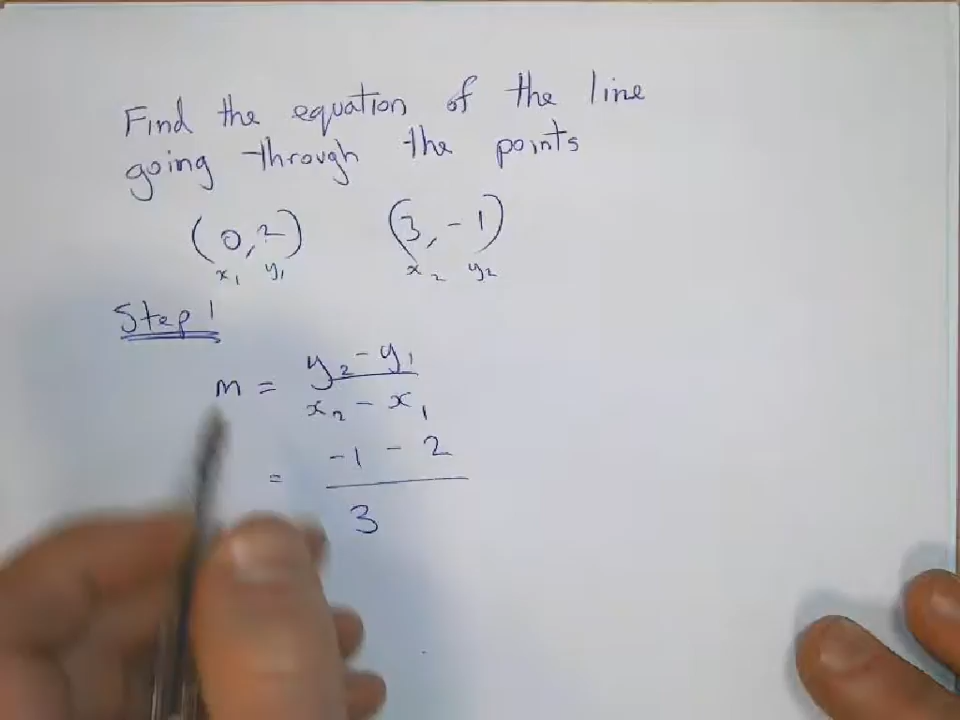 Find the equation of the line
going through the points
(0,2) (3,-1)
x₁ y₁ x₂ y₂
Step 1
m = y₂ - y₁
x₂ - x₁
= -1 - 2
3